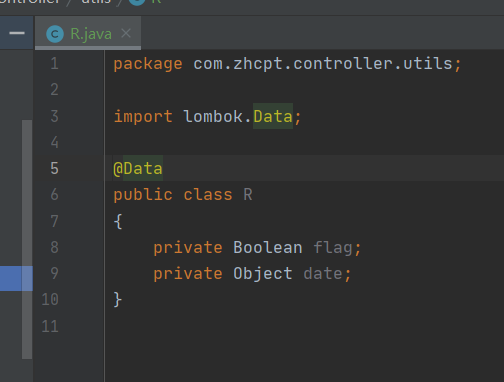 ontroller / utils / R
R.java
1 package com.zhcpt.controller.utils;
2
3 import lombok.Data;
4
5 @Data
6 public class R
7 {
8 private Boolean flag;
9 private Object date;
10 }
11